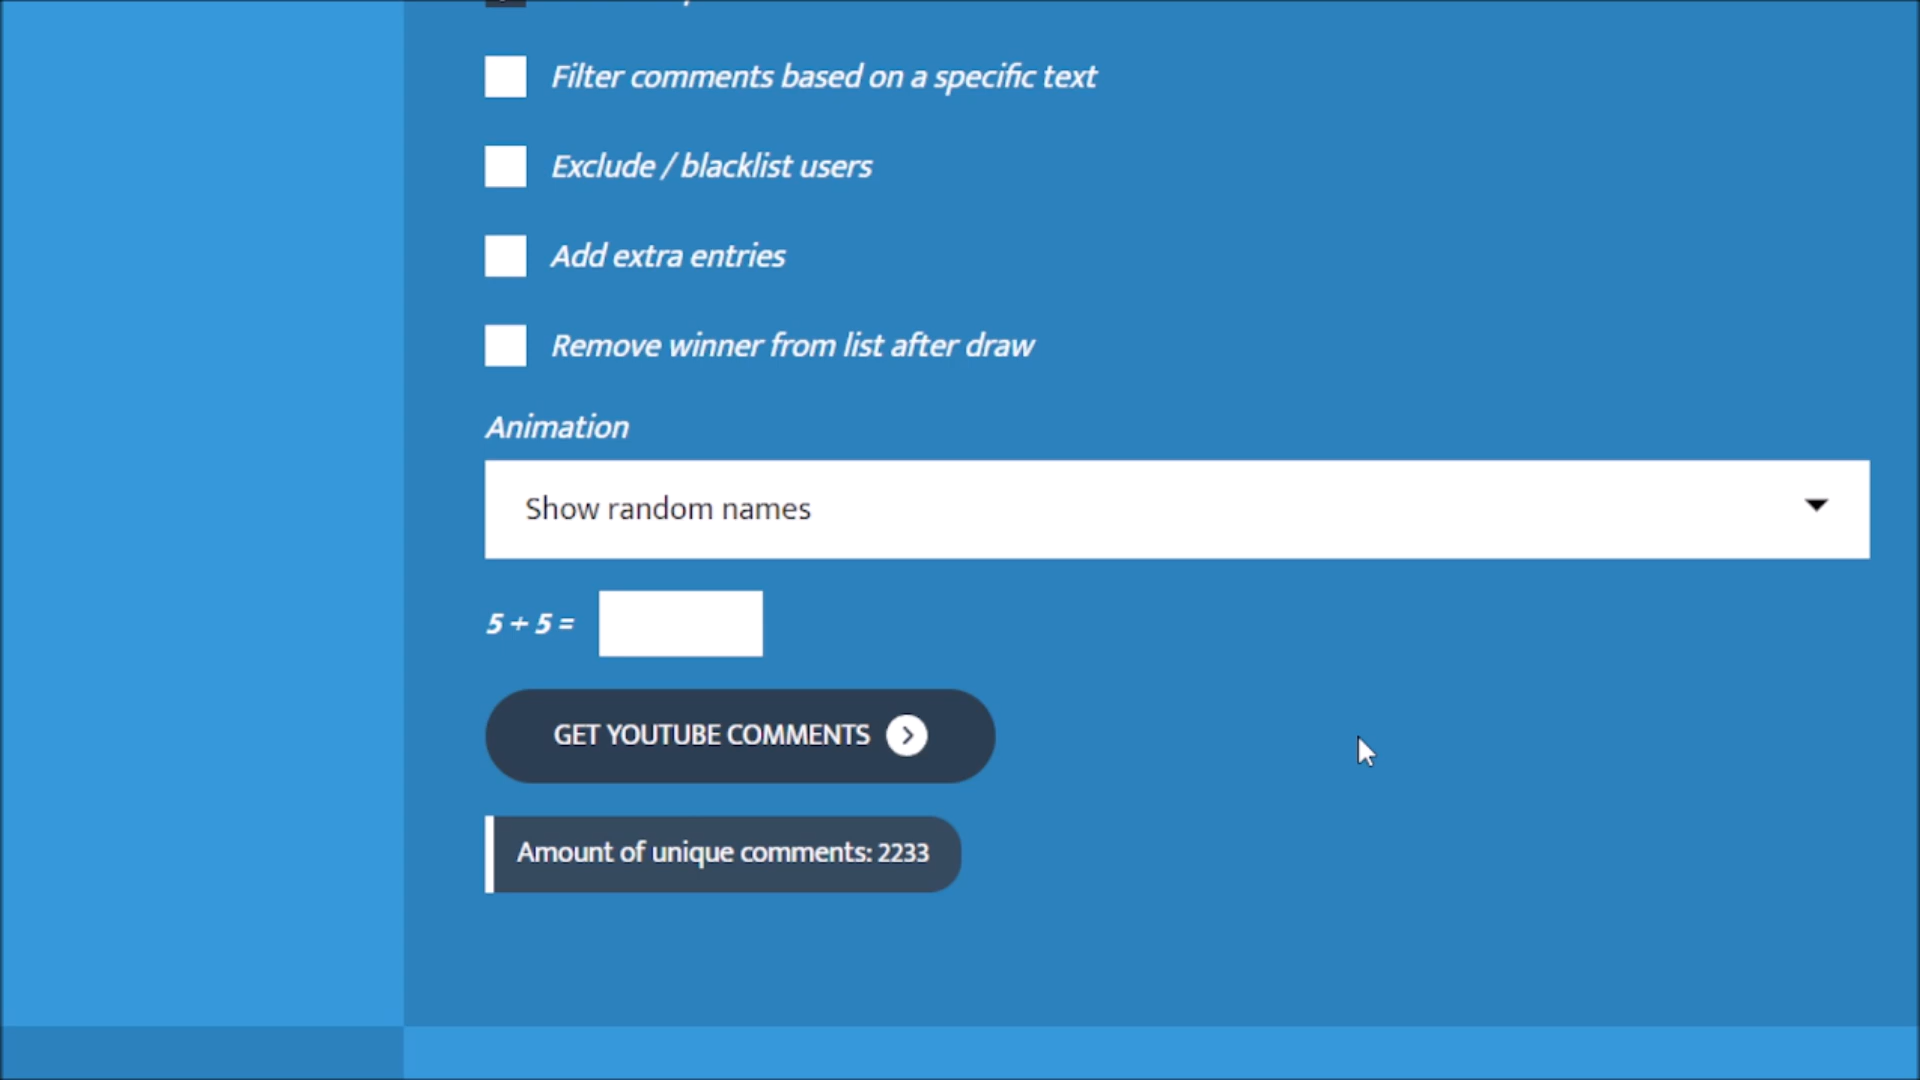 Filter comments based on a specific text
Exclude / blacklist users
Add extra entries
Remove winner from list after draw
Animation
Show random names
5 + 5 =
GET YOUTUBE COMMENTS
Amount of unique comments: 2233